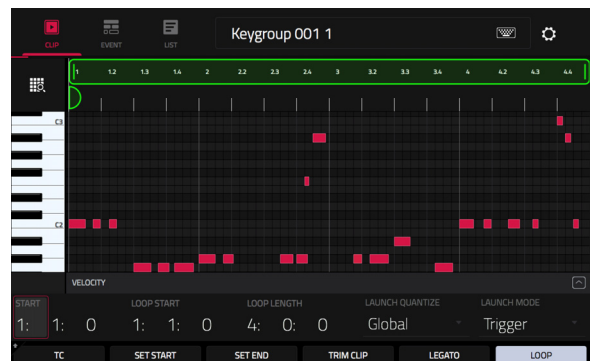 Keygroup 001 1
CLIP EVENT LIST
1 1.2 1.3 1.4 2 2.2 2.3 2.4 3 3.2 3.3 3.4 4 4.2 4.3 4.4
C3
C2
VELOCITY
START LOOP START LOOP LENGTH LAUNCH QUANTIZE LAUNCH MODE
1: 1: 0 1: 1: 0 4: 0: 0 Global Trigger
TC SET START SET END TRIM CLIP LEGATO LOOP